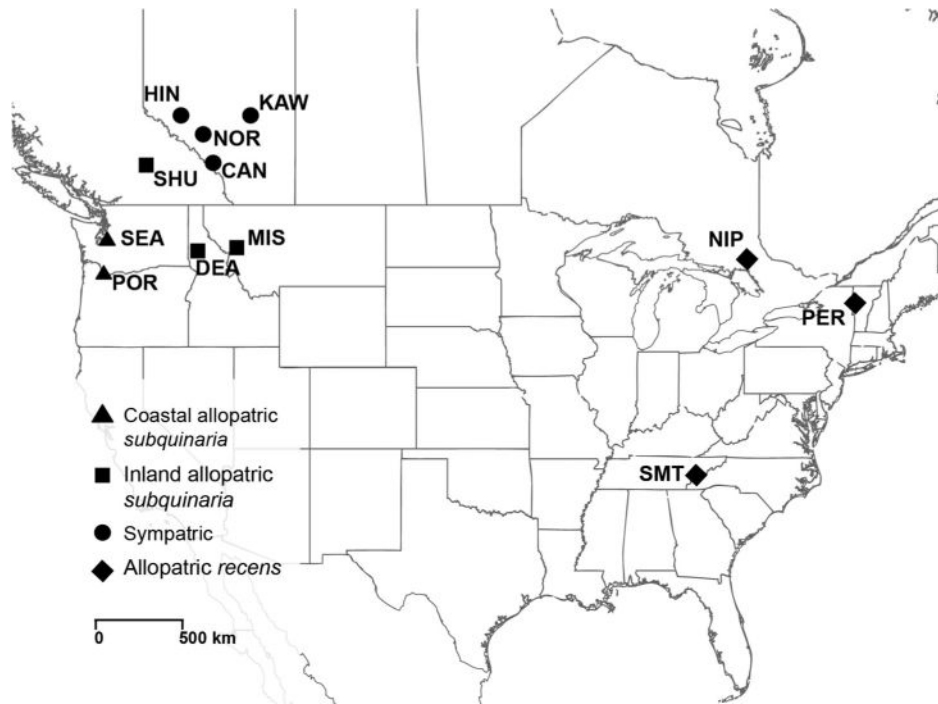 HIN
KAW
NOR
CAN
SHU
SEA
MIS
DEA
POR
NIP
PER
SMT
Coastal allopatric
subquinaria
Inland allopatric
subquinaria
Sympatric
Allopatric recens
0 500 km